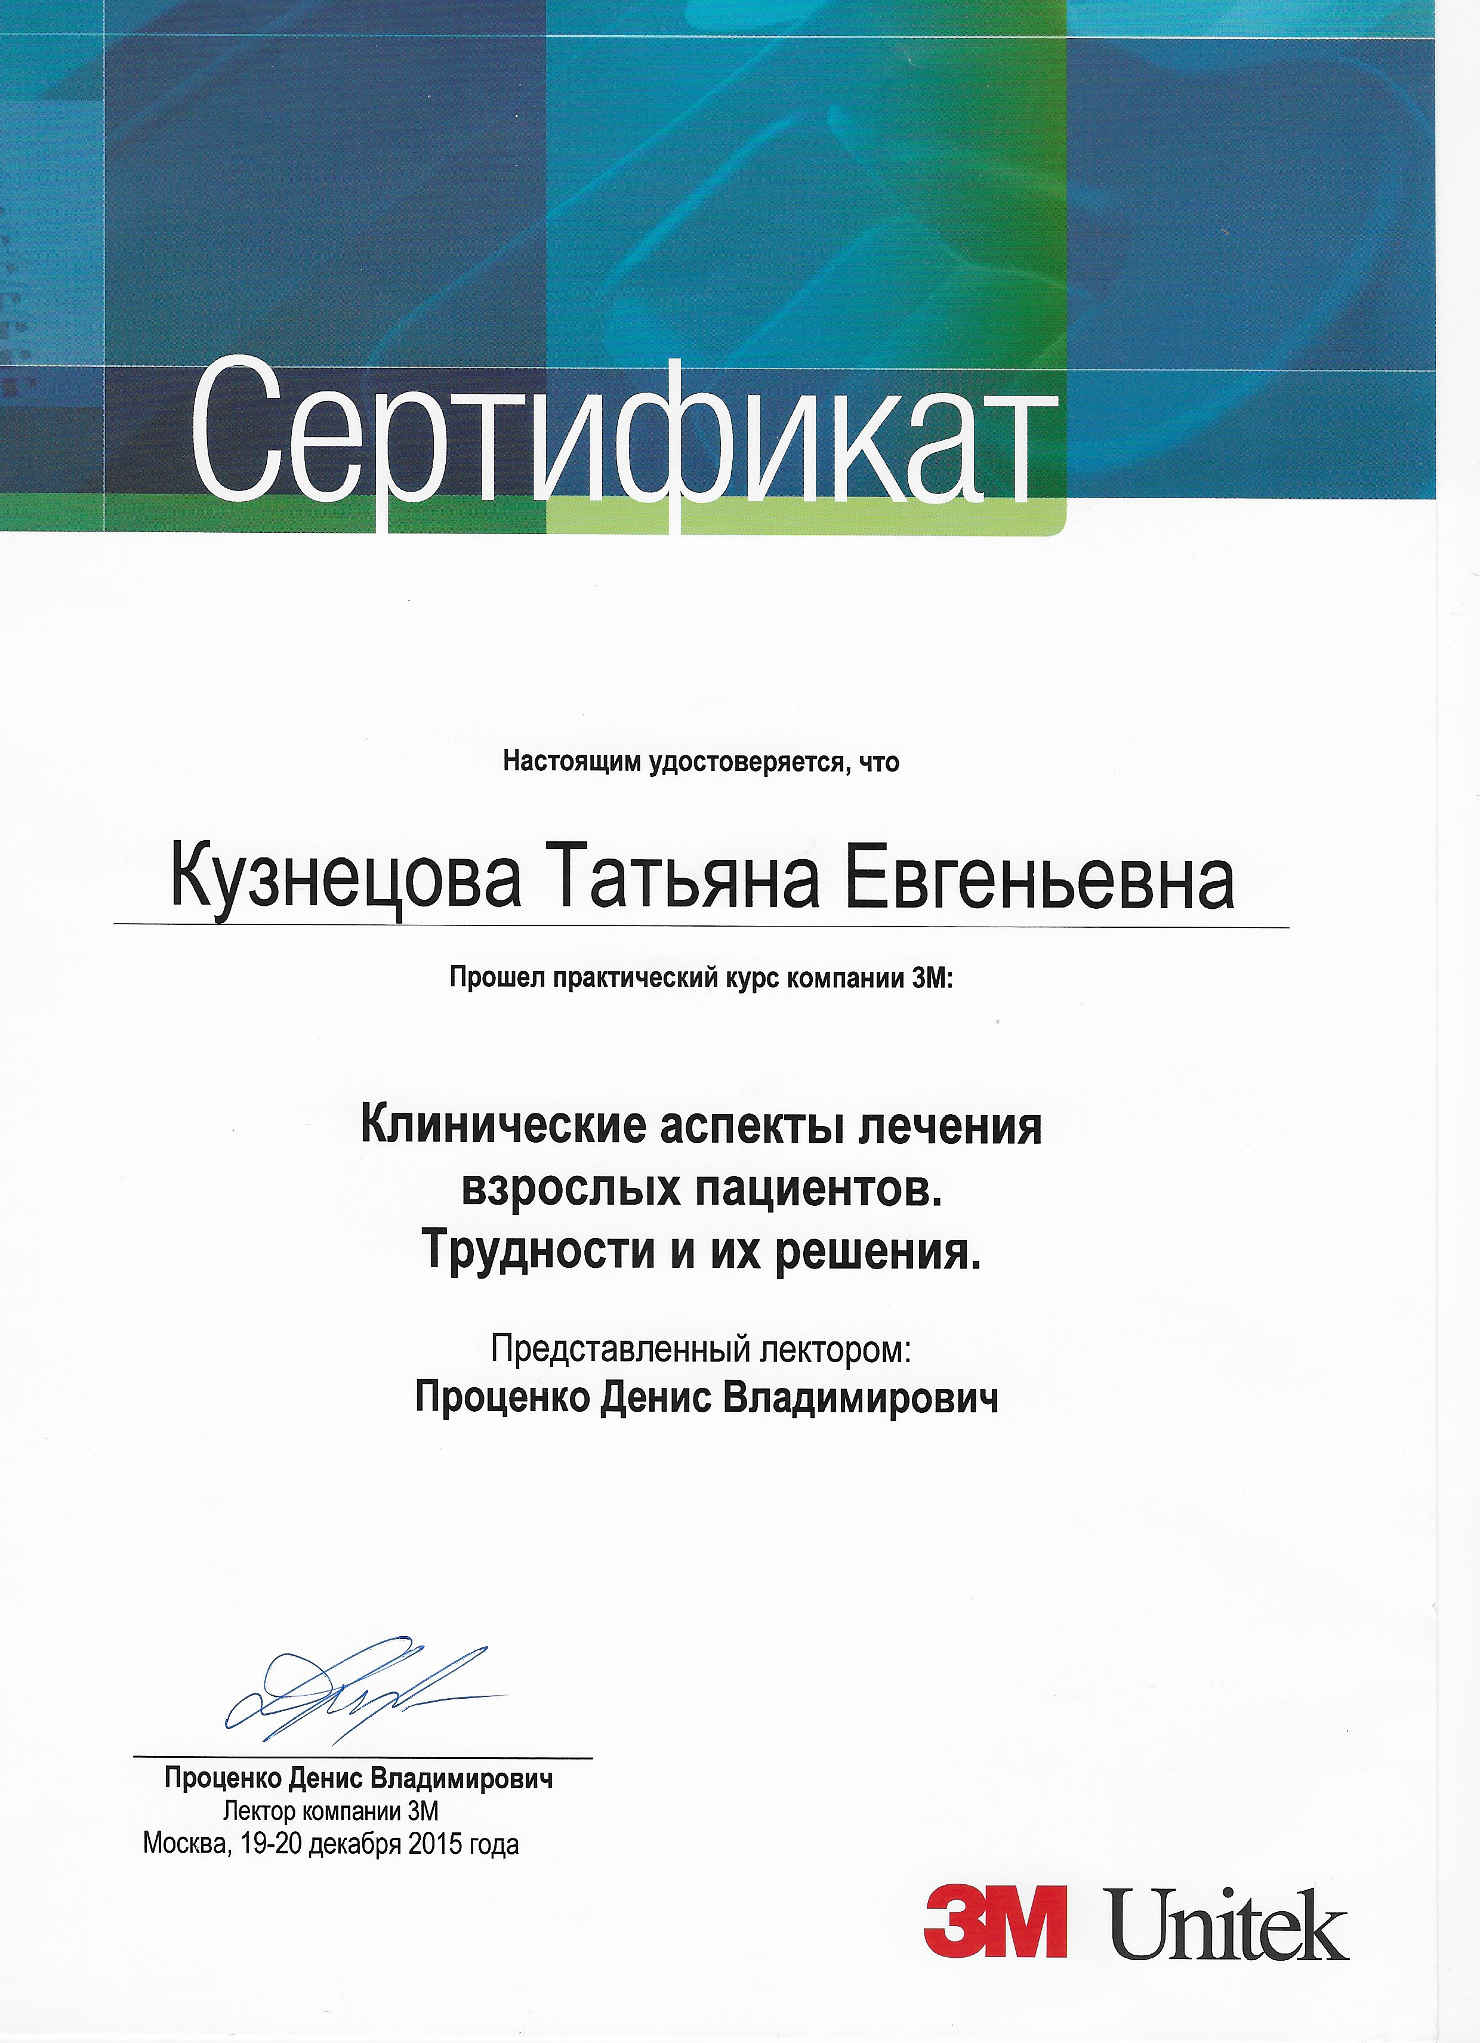 Сертификат
Настоящим удостоверяется, что
Кузнецова Татьяна Евгеньевна
Прошел практический курс компании 3М:
Клинические аспекты лечения
взрослых пациентов.
Трудности и их решения.
Представленный лектором:
Проценко Денис Владимирович
Проценко Денис Владимирович
Лектор компании 3М
Москва, 19-20 декабря 2015 года
3M Unitek